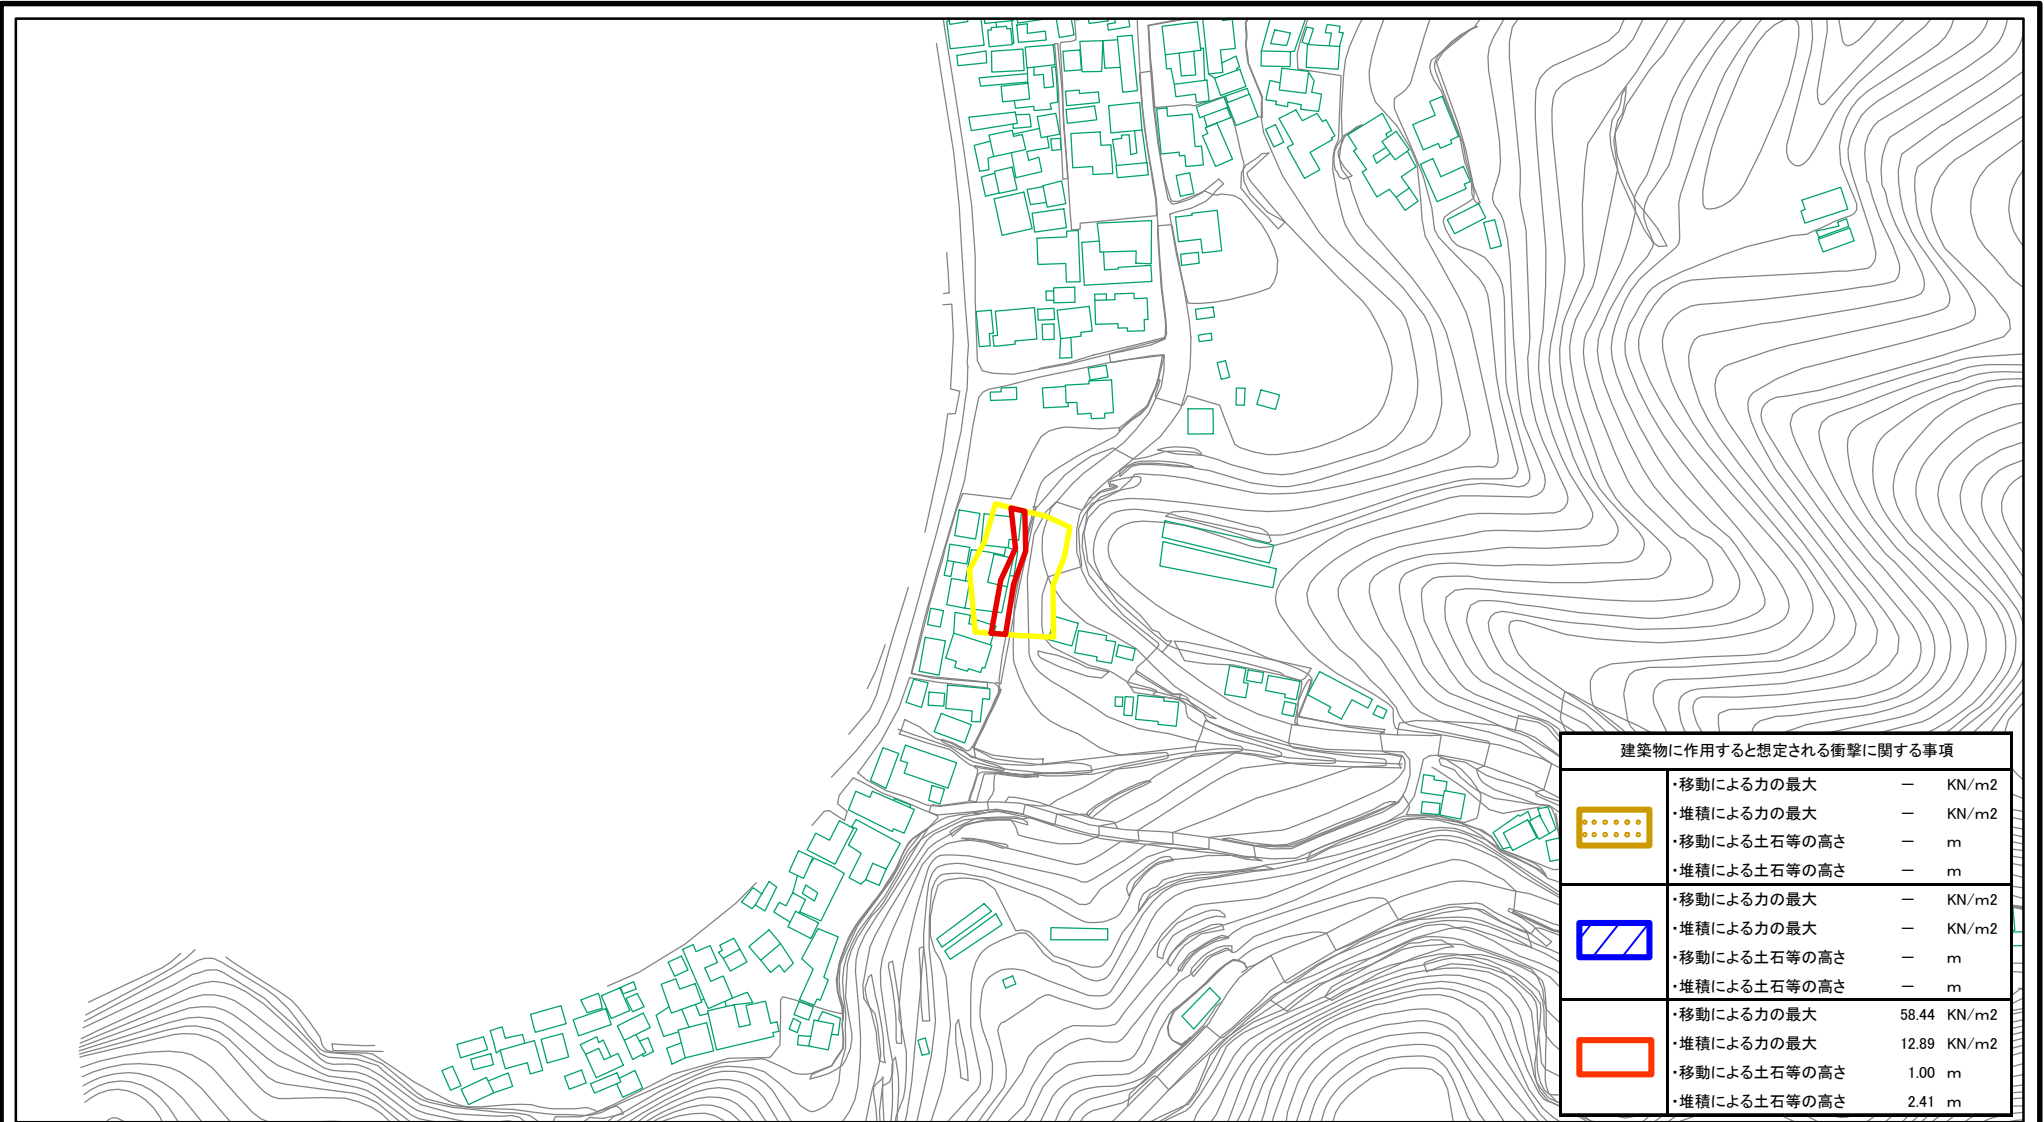 建築物に作用すると想定される衝撃に関する事項
・移動による力の最大 － KN/m2
・堆積による力の最大 － KN/m2
・移動による土石等の高さ － m
・堆積による土石等の高さ － m
・移動による力の最大 － KN/m2
・堆積による力の最大 － KN/m2
・移動による土石等の高さ － m
・堆積による土石等の高さ － m
・移動による力の最大 58.44 KN/m2
・堆積による力の最大 12.89 KN/m2
・移動による土石等の高さ 1.00 m
・堆積による土石等の高さ 2.41 m